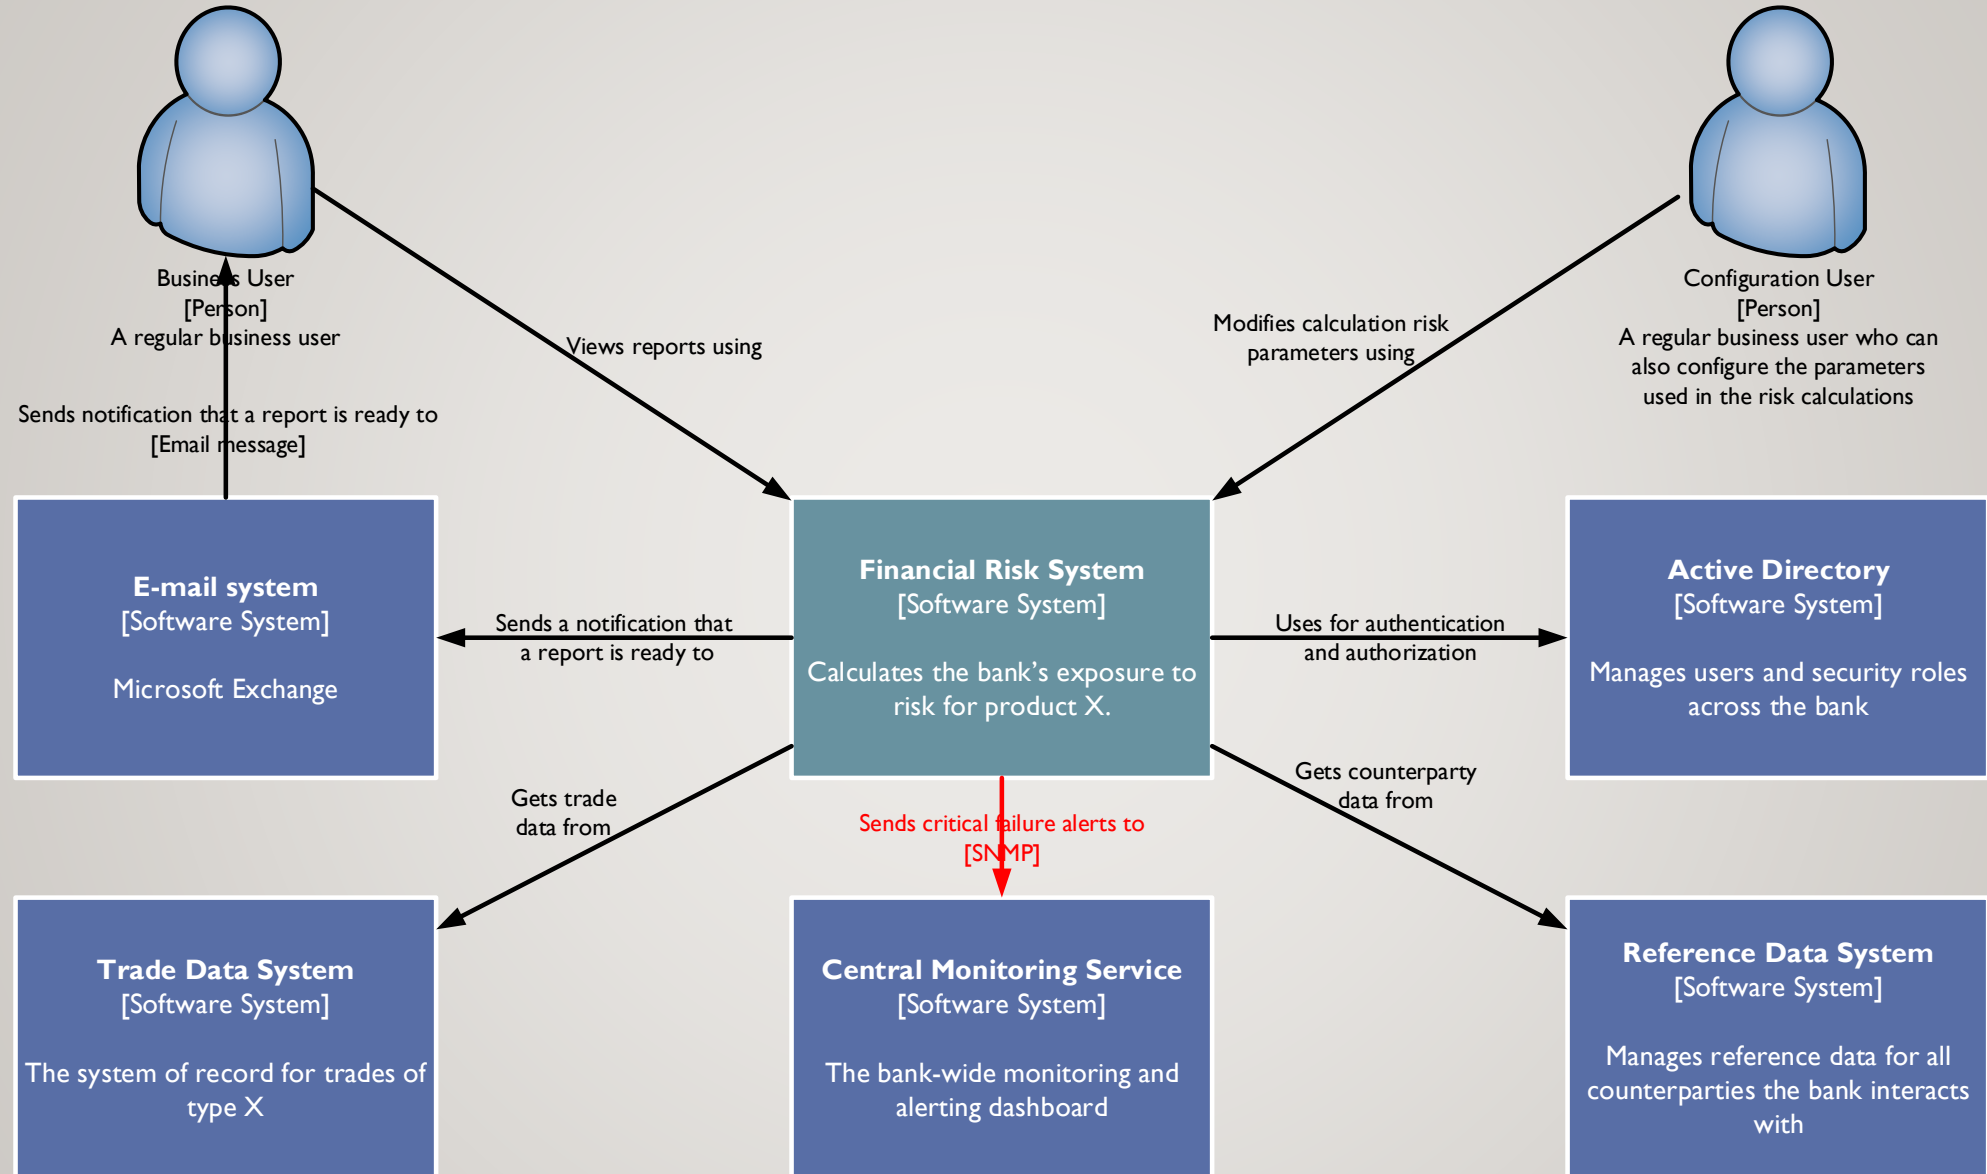 Business User
[Person]
A regular business user
Configuration User
[Person]
A regular business user who can
also configure the parameters
used in the risk calculations
Views reports using
Modifies calculation risk
parameters using
Sends notification that a report is ready to
[Email message]
E-mail system
[Software System]
Microsoft Exchange
Sends a notification that
a report is ready to
Financial Risk System
[Software System]
Calculates the bank’s exposure to
risk for product X.
Uses for authentication
and authorization
Active Directory
[Software System]
Manages users and security roles
across the bank
Gets trade
data from
Sends critical failure alerts to
[SNMP]
Gets counterparty
data from
Trade Data System
[Software System]
The system of record for trades of
type X
Central Monitoring Service
[Software System]
The bank-wide monitoring and
alerting dashboard
Reference Data System
[Software System]
Manages reference data for all
counterparties the bank interacts
with